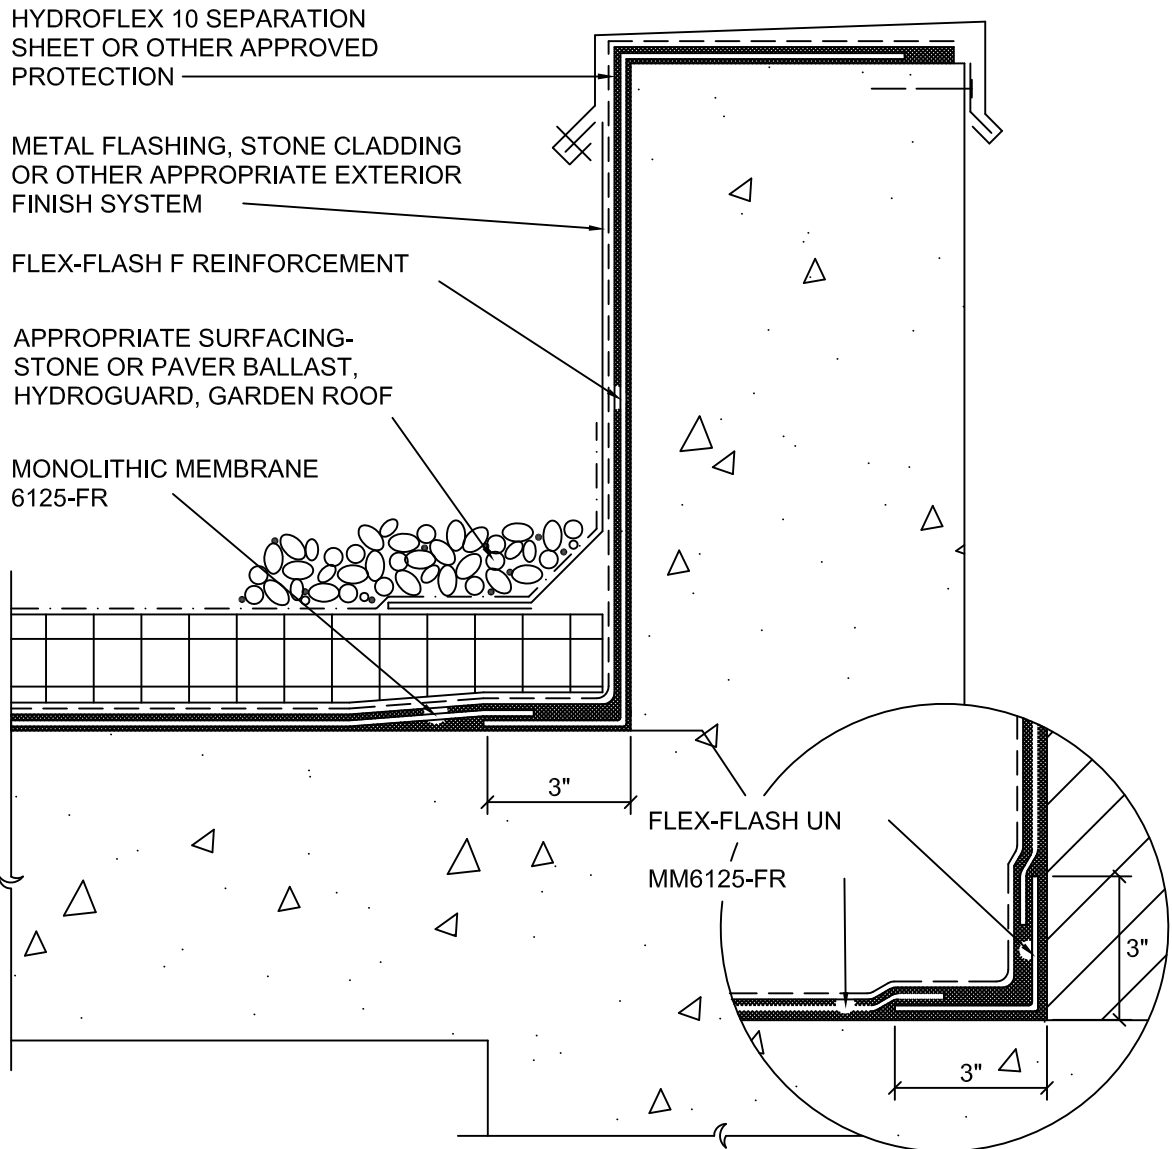 HYDROFLEX 10 SEPARATION
SHEET OR OTHER APPROVED
PROTECTION
METAL FLASHING, STONE CLADDING
OR OTHER APPROPRIATE EXTERIOR
FINISH SYSTEM
FLEX-FLASH F REINFORCEMENT
APPROPRIATE SURFACING-
STONE OR PAVER BALLAST,
HYDROGUARD, GARDEN ROOF
MONOLITHIC MEMBRANE
6125-FR
3"
FLEX-FLASH UN
MM6125-FR
3"
3"